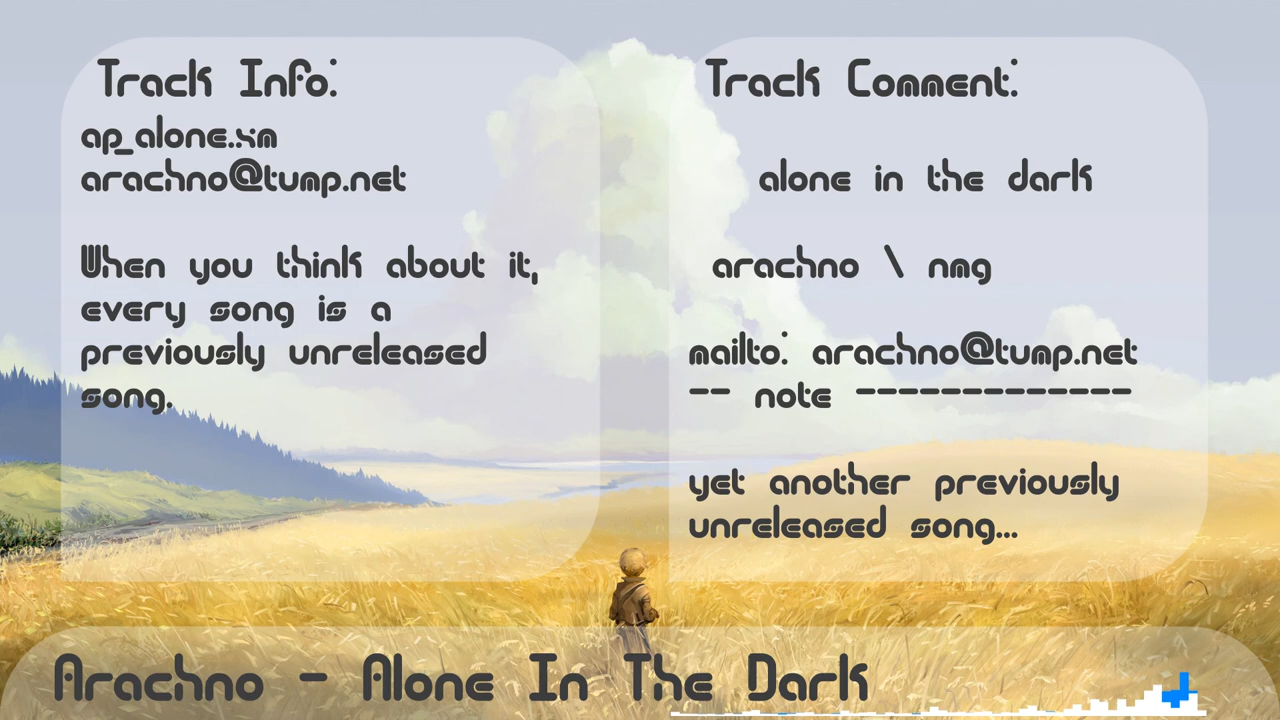 Track Info:
ap_alone.xm
arachno@tump.net
When you think about it,
every song is a
previously unreleased
song.
Track Comment:
alone in the dark
arachno \ nmg
mailto: arachno@tump.net
-- note -------------
yet another previously
unreleased song...
Arachno - Alone In The Dark